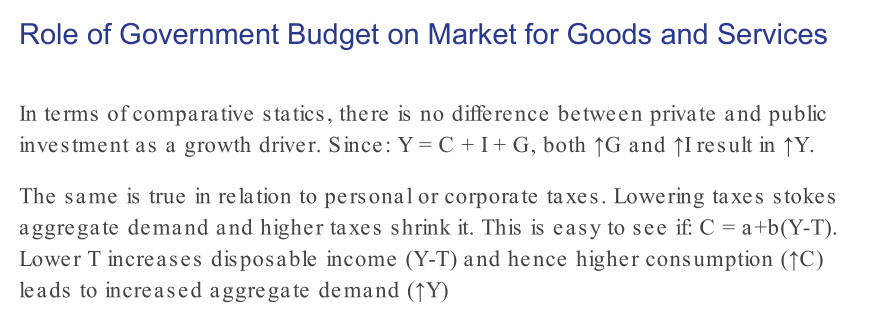 Role of Government Budget on Market for Goods and Services
In terms of comparative statics, there is no difference between private and public
investment as a growth driver. Since: Y = C + I + G, both ↑G and ↑I result in ↑Y.
The same is true in relation to personal or corporate taxes. Lowering taxes stokes
aggregate demand and higher taxes shrink it. This is easy to see if: C = a+b(Y-T).
Lower T increases disposable income (Y-T) and hence higher consumption (↑C)
leads to increased aggregate demand (↑Y)